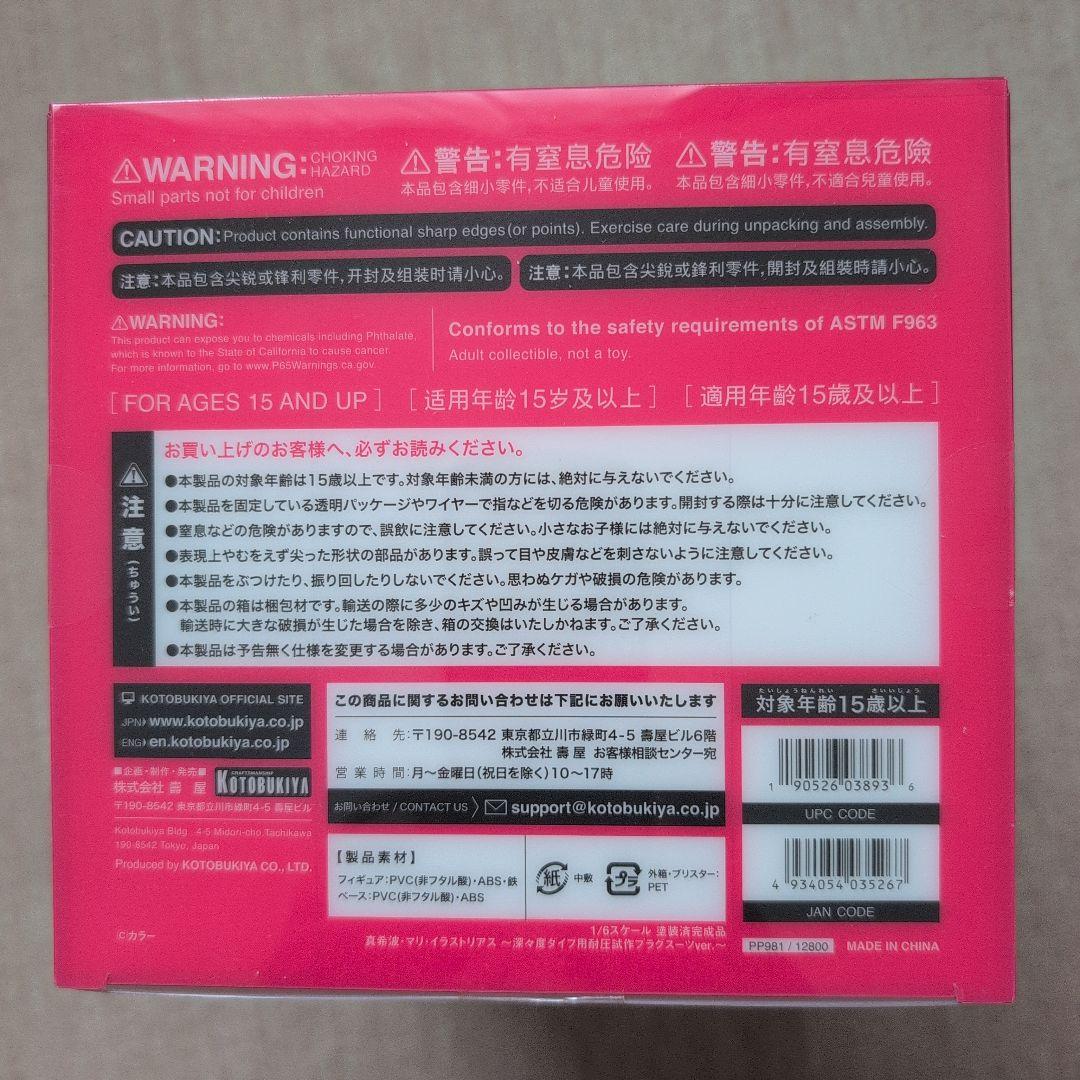 ⚠WARNING: CHOKING HAZARD
Small parts not for children
⚠警告:有窒息危险
本品包含细小零件,不适合儿童使用。
⚠警告:有窒息危險
本品包含細小零件,不適合兒童使用。
CAUTION: Product contains functional sharp edges(or points). Exercise care during unpacking and assembly.
注意:本品包含尖锐或锋利零件,开封及组装时请小心。
注意:本品包含尖銳或鋒利零件,開封及組裝時請小心。
⚠WARNING:
This product can expose you to chemicals including Phthalate,
which is known to the State of California to cause cancer.
For more information, go to www.P65Warnings.ca.gov.
Conforms to the safety requirements of ASTM F963
Adult collectible, not a toy.
[FOR AGES 15 AND UP] [适用年龄15岁及以上] [適用年齡15歲及以上]
⚠注意(ちゅうい)
お買い上げのお客様へ、必ずお読みください。
●本製品の対象年齢は15歳以上です。対象年齢未満の方には、絶対に与えないでください。
●本製品を固定している透明パッケージやワイヤーで指などを切る危険があります。開封する際は十分に注意してください。
●窒息などの危険がありますので、誤飲に注意してください。小さなお子様には絶対に与えないでください。
●表現上やむをえず尖った形状の部品があります。誤って目や皮膚などを刺さないように注意してください。
●本製品をぶつけたり、振り回したりしないでください。思わぬケガや破損の危険があります。
●本製品の箱は梱包材です。輸送の際に多少のキズや凹みが生じる場合があります。
輸送時に大きな破損が生じた場合を除き、箱の交換はいたしかねます。ご了承ください。
●本製品は予告無く仕様を変更する場合があります。ご了承ください。
KOTOBUKIYA OFFICIAL SITE
JPN www.kotobukiya.co.jp
ENG en.kotobukiya.co.jp
■企画・制作・発売■
株式会社 壽 屋
CRAFTSMANSHIP
KOTOBUKIYA
〒190-8542 東京都立川市緑町4-5 壽屋ビル
Kotobukiya Bldg 4-5 Midori-cho,Tachikawa
190-8542 Tokyo, Japan
Produced by KOTOBUKIYA CO., LTD.
(C)カラー
この商品に関するお問い合わせは下記にお願いいたします
連絡先:〒190-8542 東京都立川市緑町4-5 壽屋ビル6階
株式会社 壽屋 お客様相談センター宛
営業時間:月~金曜日(祝日を除く)10~17時
お問い合わせ / CONTACT US support@kotobukiya.co.jp
【製品素材】
フィギュア:PVC(非フタル酸)・ABS・鉄
ベース:PVC(非フタル酸)・ABS
紙 中敷
プラ 外箱・ブリスター:
PET
1/6スケール 塗装済完成品
真希波・マリ・イラストリアス ~深々度タイプ用耐圧試作プラグスーツver.~
たいしょうねんれい さいいじょう
対象年齢15歳以上
1 90526 03893 6
UPC CODE
4 934054 035267
JAN CODE
PP981 / 12800 MADE IN CHINA